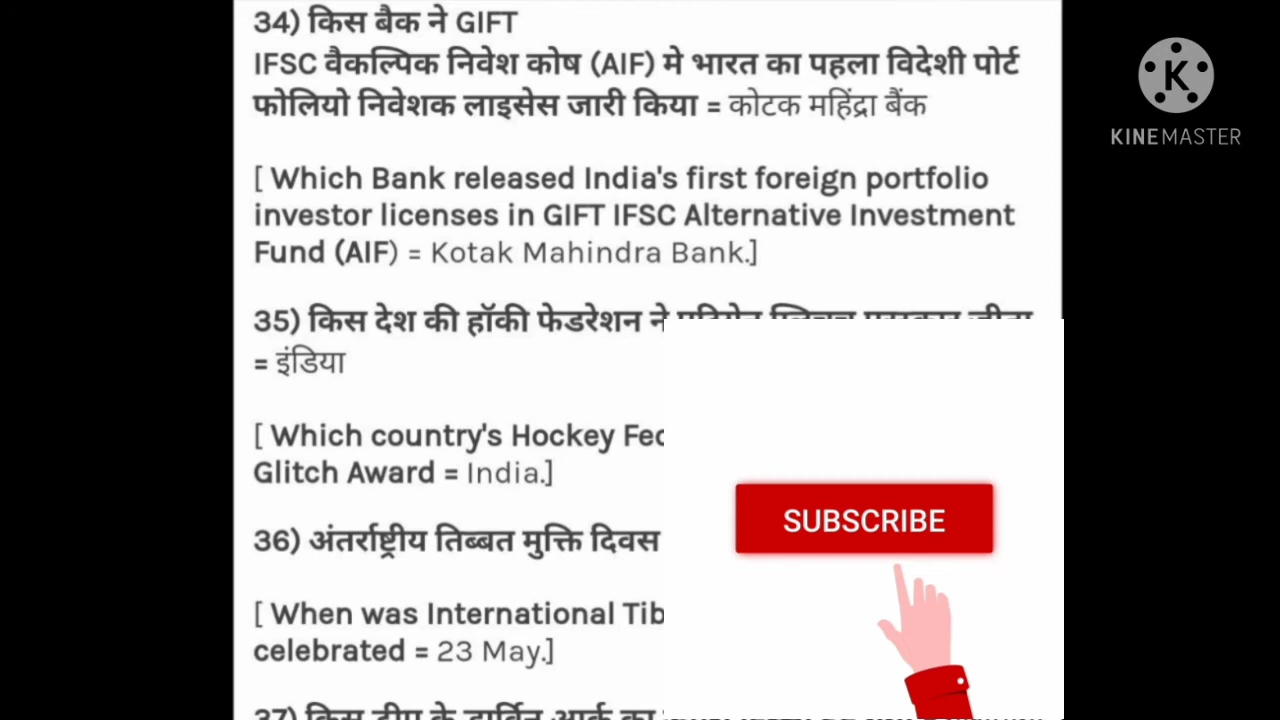 34) किस बैक ने GIFT
IFSC वैकल्पिक निवेश कोष (AIF) मे भारत का पहला विदेशी पोर्ट
फोलियो निवेशक लाइसेस जारी किया = कोटक महिंद्रा बैंक
[ Which Bank released India's first foreign portfolio
investor licenses in GIFT IFSC Alternative Investment
Fund (AIF) = Kotak Mahindra Bank.]
35) किस देश की हॉकी फेडरेशन ने
= इंडिया
[ Which country's Hockey
Glitch Award = India.]
36) अंतर्राष्ट्रीय तिब्बत मुक्ति दिवस
[ When was International
celebrated = 23 May.]
37) किस द्वीप के डार्विन आर्क का
SUBSCRIBE
K
KINEMASTER